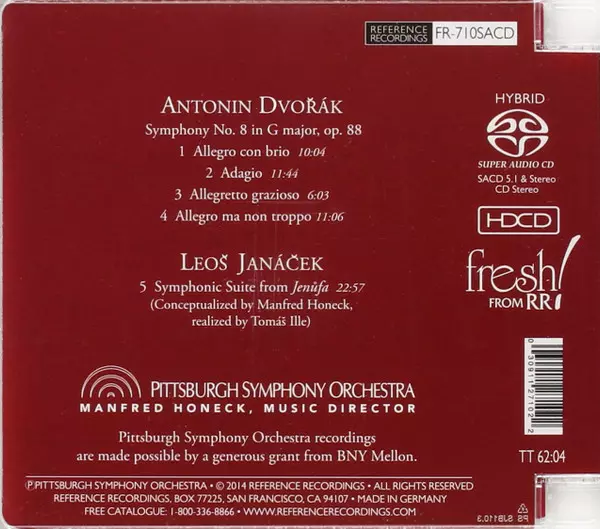 REFERENCE RECORDINGS FR-710SACD
ANTONIN DVOŘÁK
Symphony No. 8 in G major, op. 88
1 Allegro con brio 10:04
2 Adagio 11:44
3 Allegretto grazioso 6:03
4 Allegro ma non troppo 11:06
LEOŠ JANÁČEK
5 Symphonic Suite from Jenůfa 22:57
(Conceptualized by Manfred Honeck,
realized by Tomáš Ille)
PITTSBURGH SYMPHONY ORCHESTRA
MANFRED HONECK, MUSIC DIRECTOR
Pittsburgh Symphony Orchestra recordings
are made possible by a generous grant from BNY Mellon.
HYBRID
SUPER AUDIO CD
SACD 5.1 & Stereo
CD Stereo
HDCD
fresh!
FROM RR
0 30911 27102 2
TT 62:04
Ⓟ PITTSBURGH SYMPHONY ORCHESTRA • © 2014 REFERENCE RECORDINGS • ALL RIGHTS RESERVED
REFERENCE RECORDINGS, BOX 77225, SAN FRANCISCO, CA 94107 • MADE IN GERMANY
FREE CATALOGUE: 1-800-336-8866 • WWW.REFERENCERECORDINGS.COM